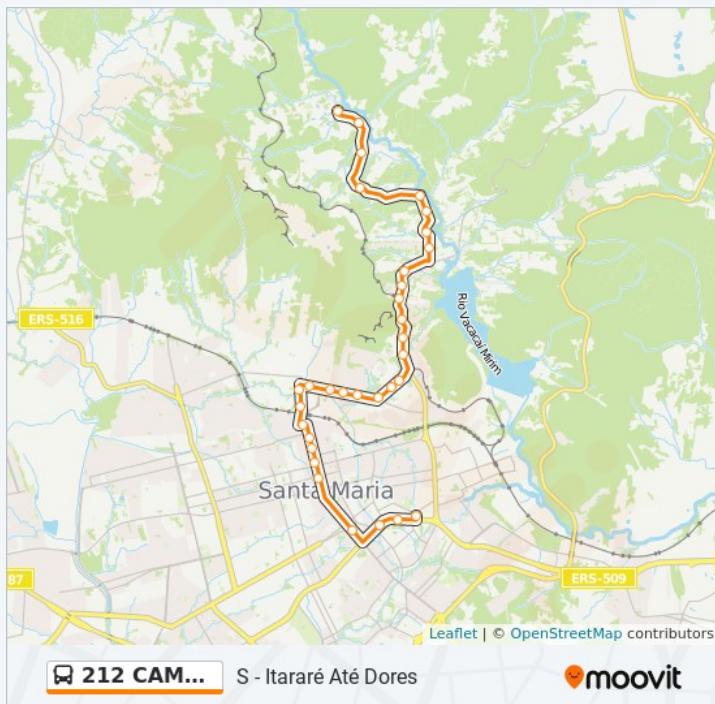 ERS-516
Rio Vacacaí Mirim
Santa Maria
87
ERS-509
Leaflet | © OpenStreetMap contributors
212 CAM... S - Itararé Até Dores moovit